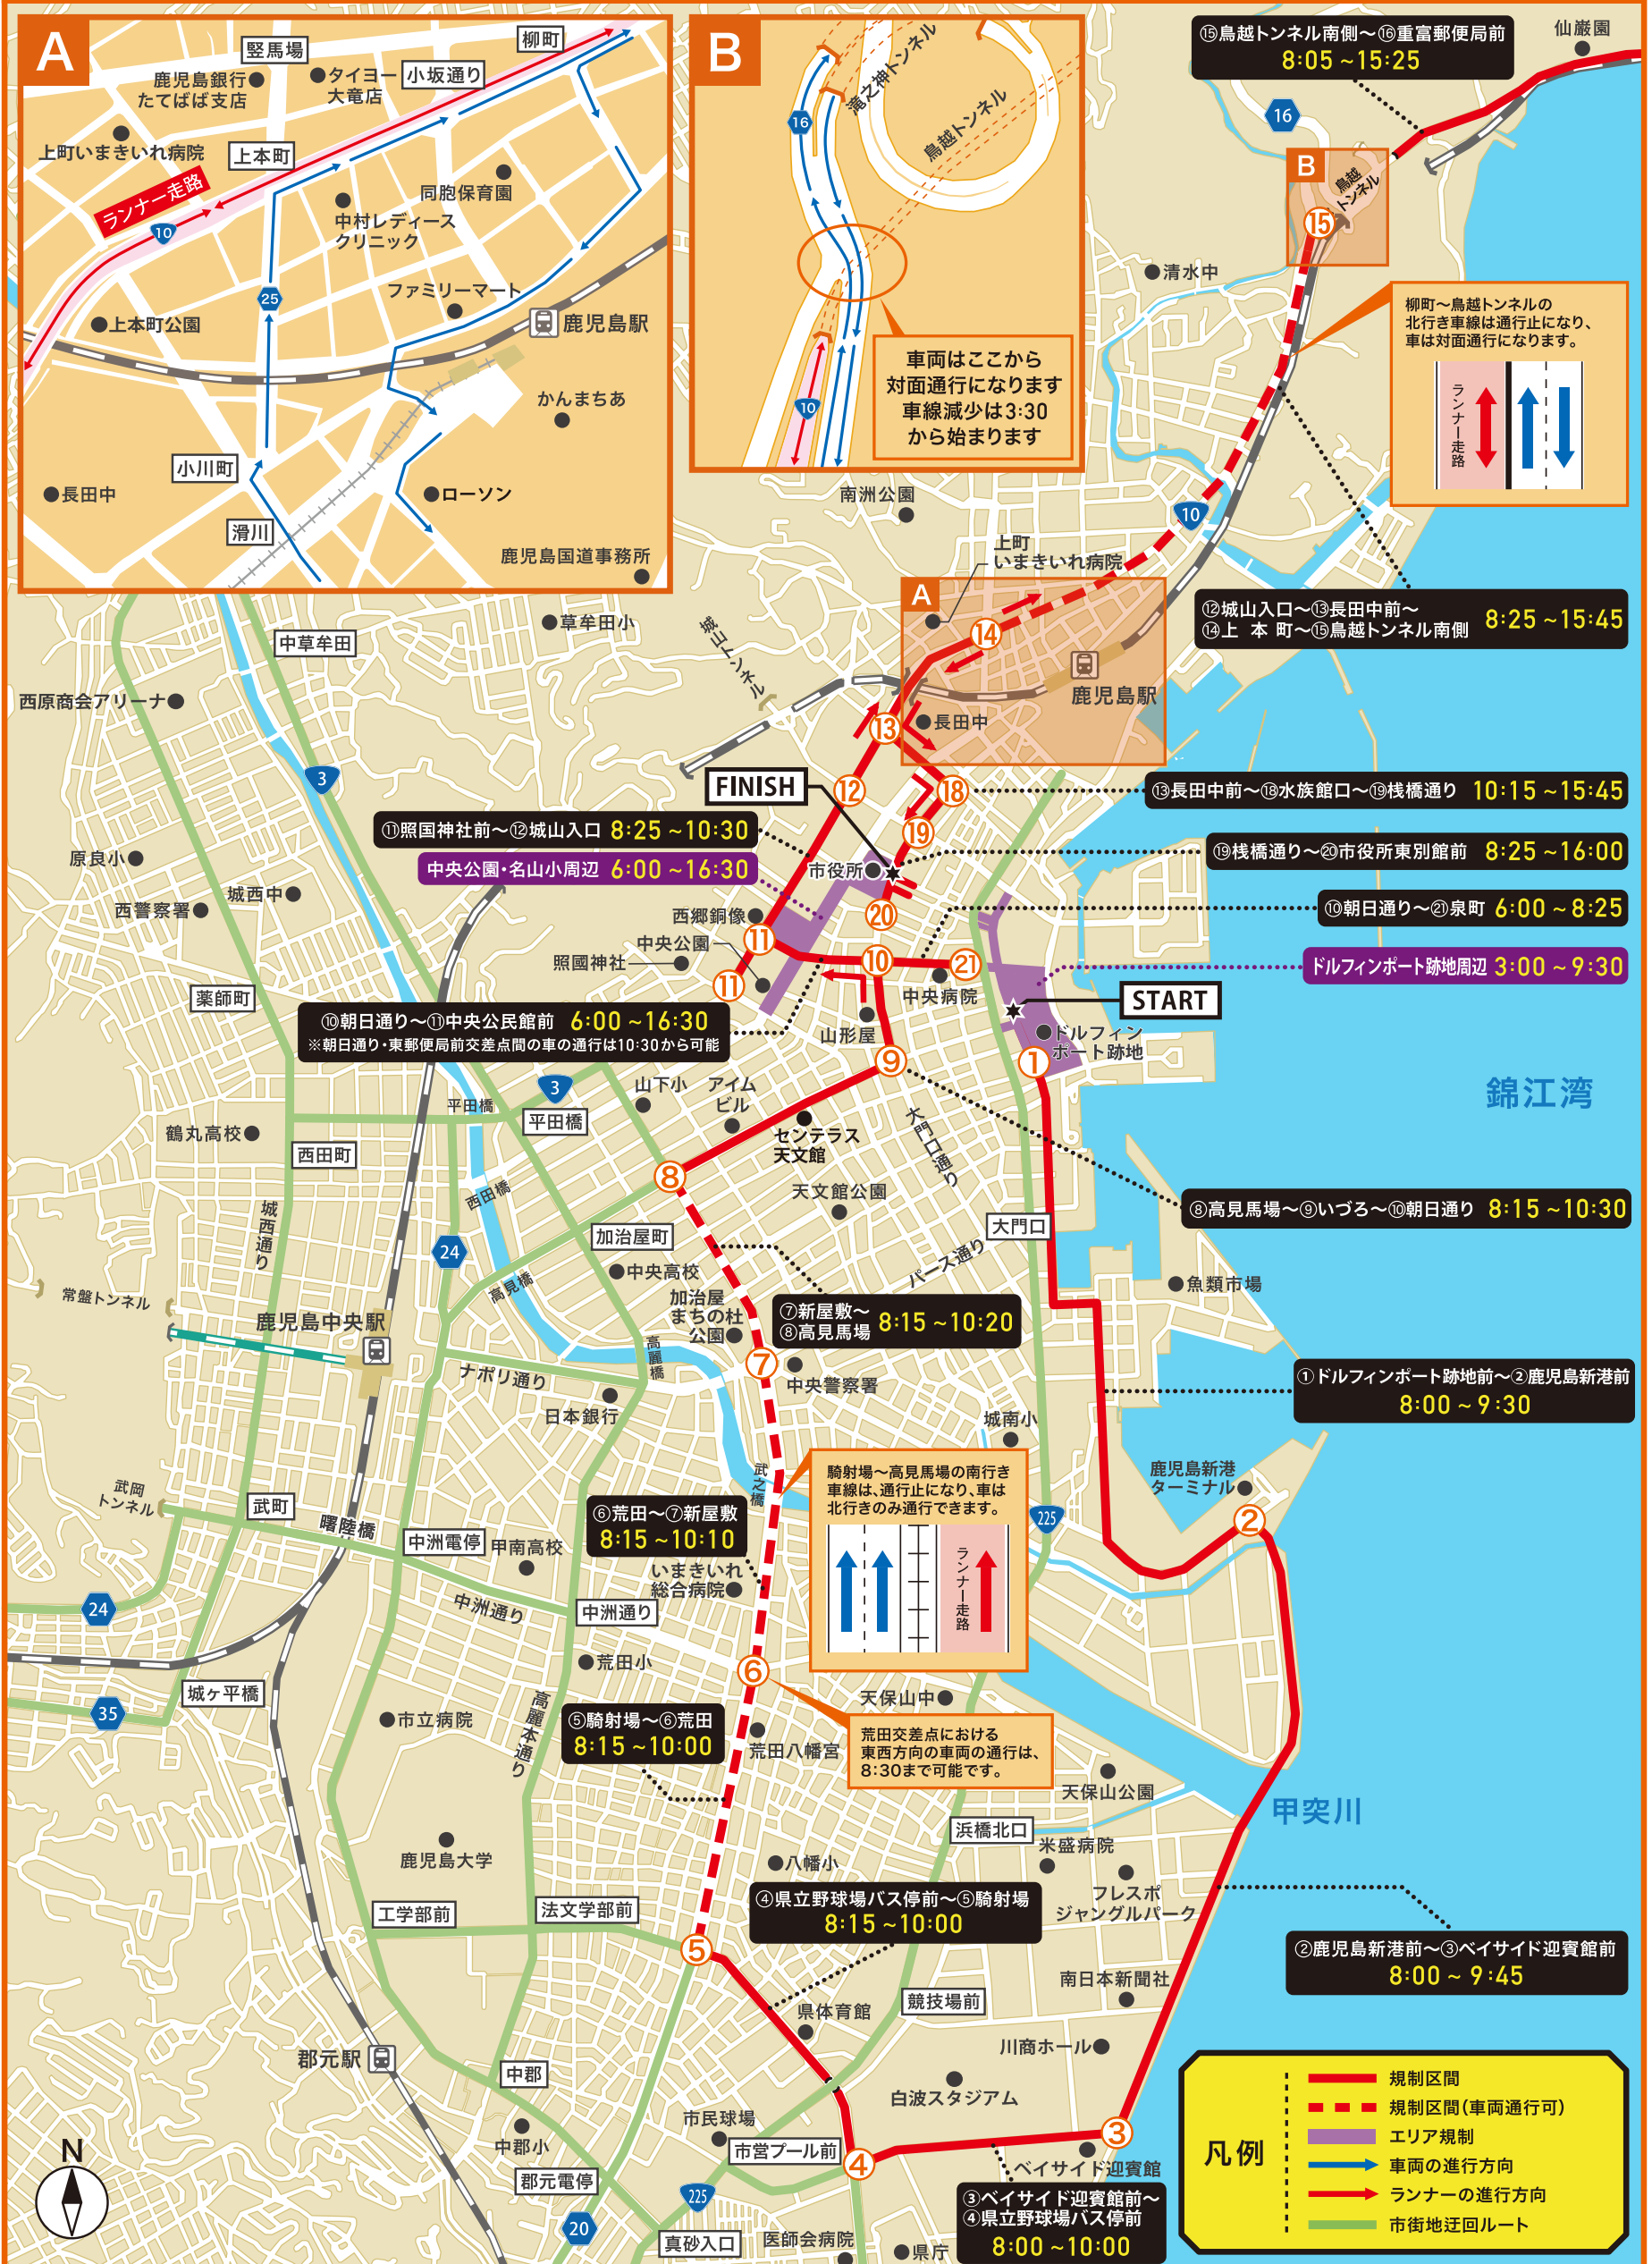 A
竪馬場
柳町
鹿児島銀行
たてばば支店
タイヨー
大竜店
小坂通り
上町いまきいれ病院
上本町
ランナー走路
10
同胞保育園
中村レディース
クリニック
25
ファミリーマート
上本町公園
鹿児島駅
かんまちあ
小川町
長田中
ローソン
滑川
鹿児島国道事務所
B
滝之神トンネル
16
鳥越トンネル
10
車両はここから
対面通行になります
車線減少は3:30
から始まります
⑮鳥越トンネル南側～⑯重富郵便局前
8:05 ~15:25
仙巌園
16
B
鳥越
トンネル
⑮
清水中
柳町～鳥越トンネルの
北行き車線は通行止になり、
車は対面通行になります。
ランナー走路
南洲公園
10
上町
いまきいれ病院
A
⑭
⑫城山入口～⑬長田中前～
⑭上 本 町～⑮鳥越トンネル南側
8:25 ~15:45
草牟田小
城山トンネル
中草牟田
西原商会アリーナ
鹿児島駅
長田中
⑬
3
FINISH
⑫
⑱
⑬長田中前～⑱水族館口～⑲桟橋通り 10:15 ~15:45
⑪照国神社前～⑫城山入口 8:25 ~10:30
⑲
原良小
中央公園・名山小周辺 6:00 ~16:30
市役所
⑲桟橋通り～⑳市役所東別館前 8:25 ~16:00
城西中
西警察署
西郷銅像
⑳
⑩朝日通り～㉑泉町 6:00 ~ 8:25
中央公園
⑪
照國神社
⑩
㉑
ドルフィンポート跡地周辺 3:00 ~ 9:30
⑪
中央病院
薬師町
START
⑩朝日通り～⑪中央公民館前 6:00 ~16:30
※朝日通り・東郵便局前交差点間の車の通行は10:30から可能
山形屋
ドルフィン
ポート跡地
⑨
①
3
山下小
アイム
ビル
錦江湾
平田橋
平田橋
鶴丸高校
センテラス
天文館
大門口通り
西田町
⑧
西田橋
天文館公園
⑧高見馬場～⑨いづろ～⑩朝日通り 8:15 ~10:30
城西通り
加治屋町
大門口
24
パース通り
中央高校
魚類市場
高見橋
常盤トンネル
加治屋
まちの杜
公園
鹿児島中央駅
⑦新屋敷～
⑧高見馬場
8:15 ~10:20
高麗橋
⑦
ナポリ通り
中央警察署
①ドルフィンポート跡地前～②鹿児島新港前
8:00 ~ 9:30
日本銀行
城南小
鹿児島新港
ターミナル
武之橋
騎射場～高見馬場の南行き
車線は、通行止になり、車は
北行きのみ通行できます。
ランナー走路
武岡
トンネル
武町
曙陸橋
⑥荒田～⑦新屋敷
8:15 ~10:10
225
②
中洲電停
甲南高校
いまきいれ
総合病院
24
中洲通り
中洲通り
荒田小
⑥
城ヶ平橋
天保山中
35
市立病院
高麗本通り
⑤騎射場～⑥荒田
8:15 ~10:00
荒田八幡宮
荒田交差点における
東西方向の車両の通行は、
8:30まで可能です。
天保山公園
甲突川
浜橋北口
米盛病院
鹿児島大学
八幡小
フレスポ
ジャングルパーク
④県立野球場バス停前～⑤騎射場
8:15 ~10:00
工学部前
法文学部前
②鹿児島新港前～③ベイサイド迎賓館前
8:00 ~ 9:45
⑤
南日本新聞社
県体育館
競技場前
川商ホール
郡元駅
中郡
白波スタジアム
市民球場
③
中郡小
市営プール前
④
ベイサイド迎賓館
郡元電停
225
③ベイサイド迎賓館前～
④県立野球場バス停前
8:00 ~10:00
20
真砂入口
医師会病院
県庁
N
凡例
規制区間
規制区間(車両通行可)
エリア規制
車両の進行方向
ランナーの進行方向
市街地迂回ルート